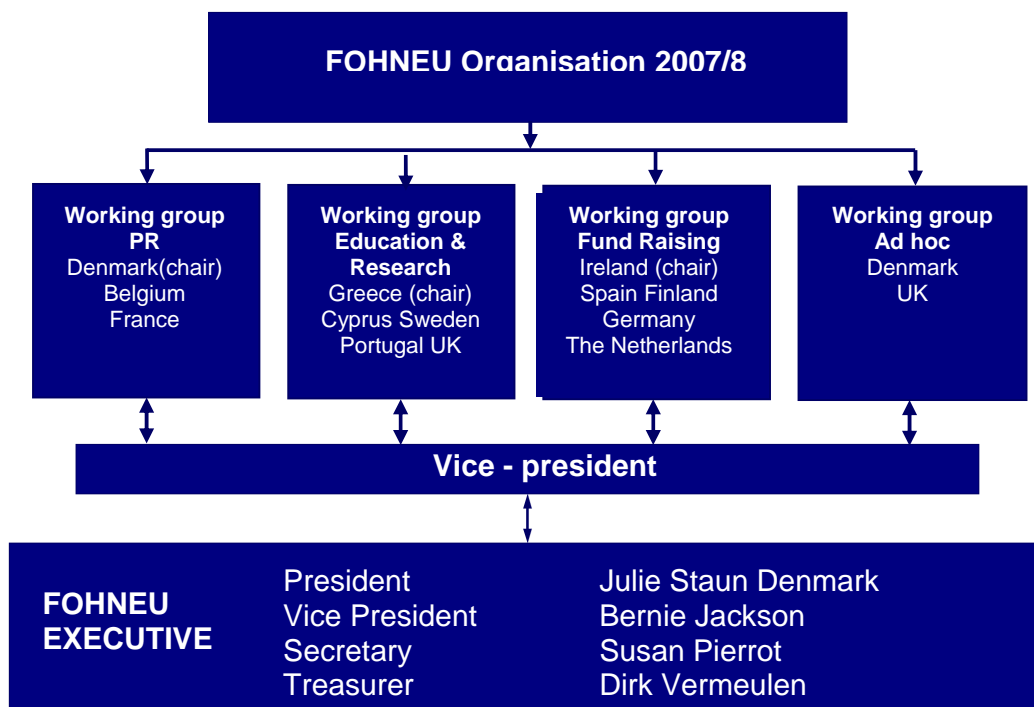 FOHNEU Organisation 2007/8
Working group
PR
Denmark(chair)
Belgium
France
Working group
Education &
Research
Greece (chair)
Cyprus Sweden
Portugal UK
Working group
Fund Raising
Ireland (chair)
Spain Finland
Germany
The Netherlands
Working group
Ad hoc
Denmark
UK
Vice - president
FOHNEU
EXECUTIVE
President
Vice President
Secretary
Treasurer
Julie Staun Denmark
Bernie Jackson
Susan Pierrot
Dirk Vermeulen